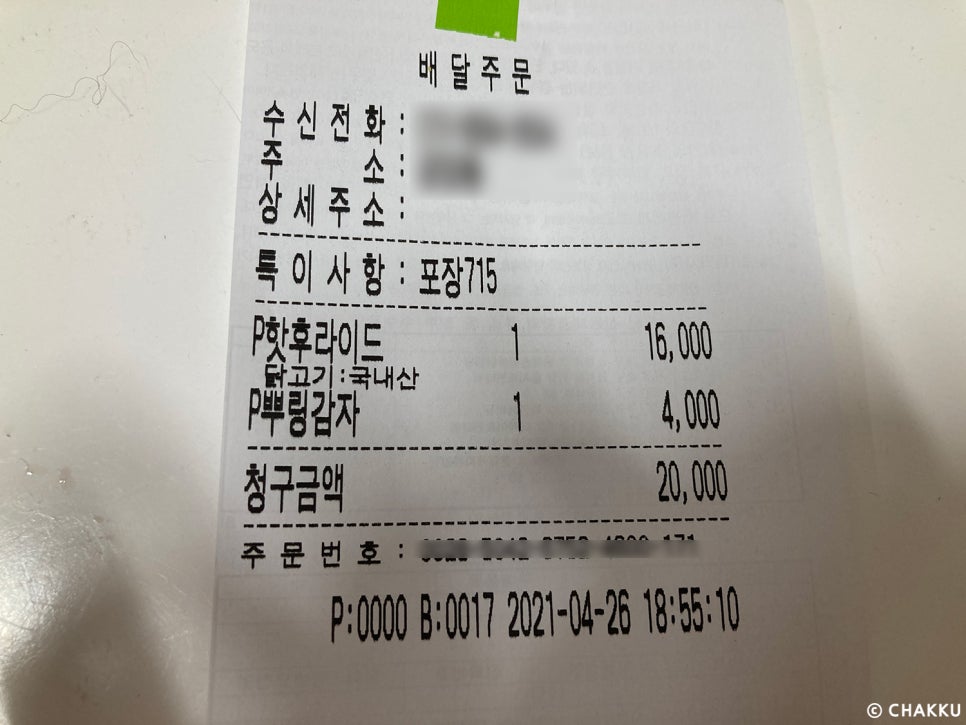 배달주문
수신전화 :
주 소 :
상세주소 :
특이사항 : 포장715
P핫후라이드 1 16,000
닭고기:국내산
P뿌링감자 1 4,000
청구금액 20,000
주문번호 :
P:0000 B:0017 2021-04-26 18:55:10
© CHAKKU